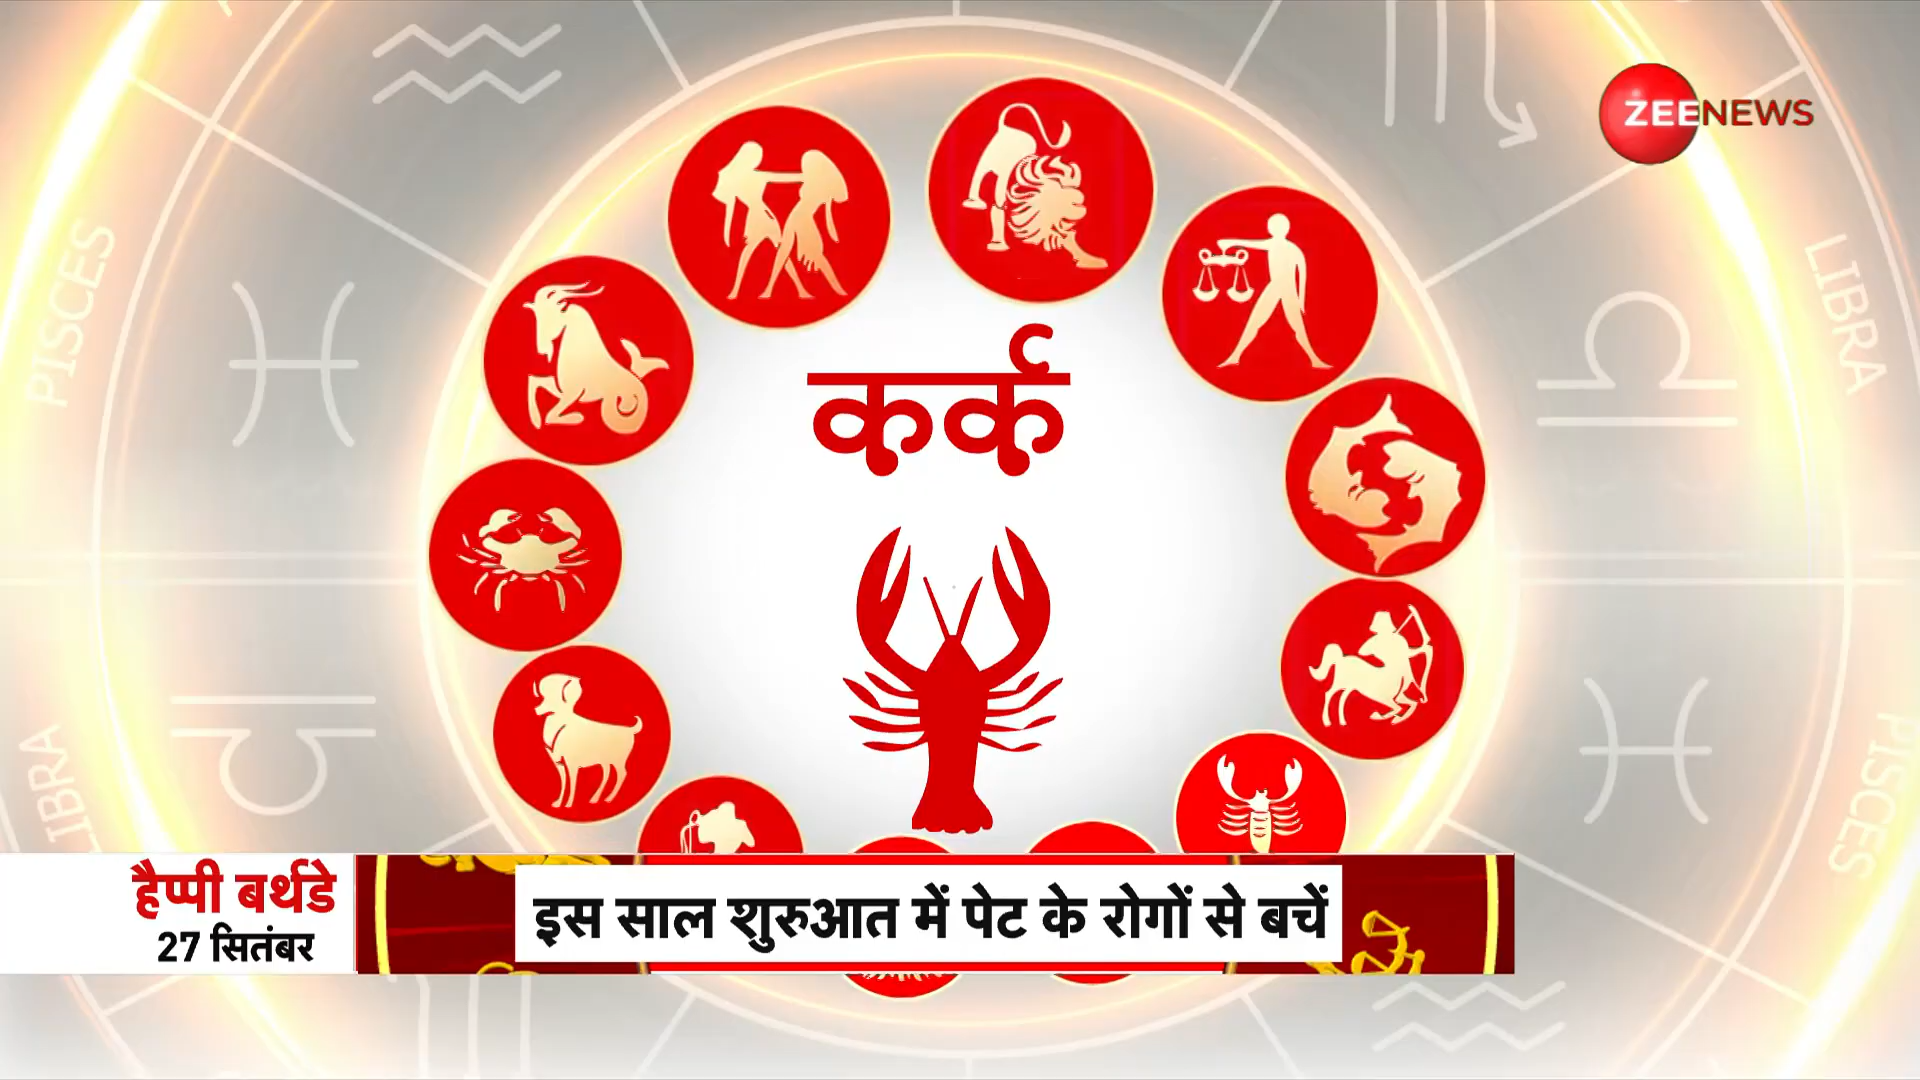 ZEENEWS
PISCES
LIBRA
कर्क
LIBRA
PISCES
हैप्पी बर्थडे
27 सितंबर
इस साल शुरुआत में पेट के रोगों से बचें